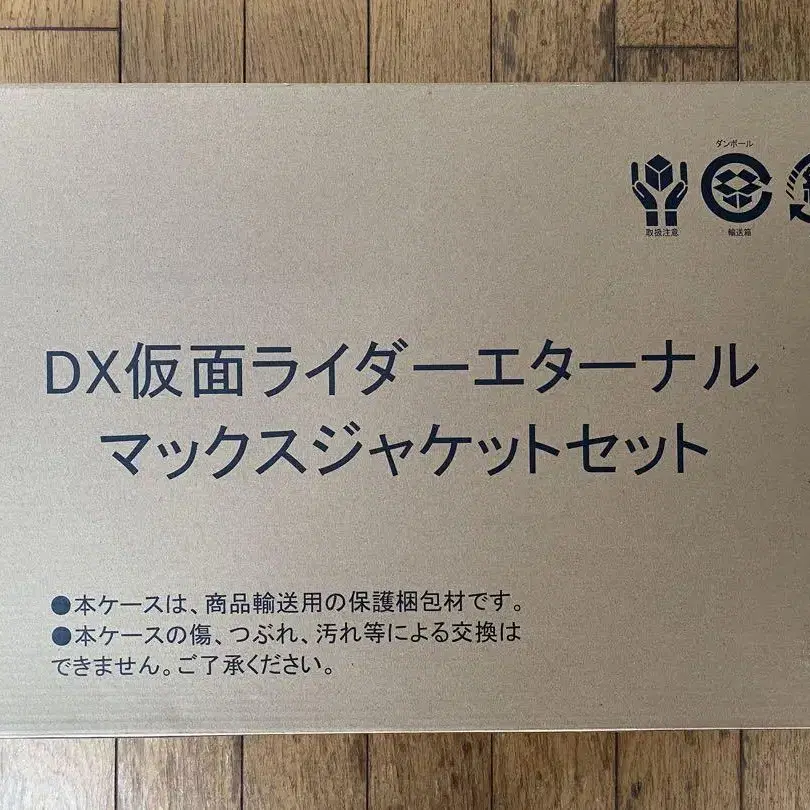 ダンボール
取扱注意
輸送箱
DX仮面ライダーエターナル
マックスジャケットセット
●本ケースは、商品輸送用の保護梱包材です。
●本ケースの傷、つぶれ、汚れ等による交換は
できません。ご了承ください。